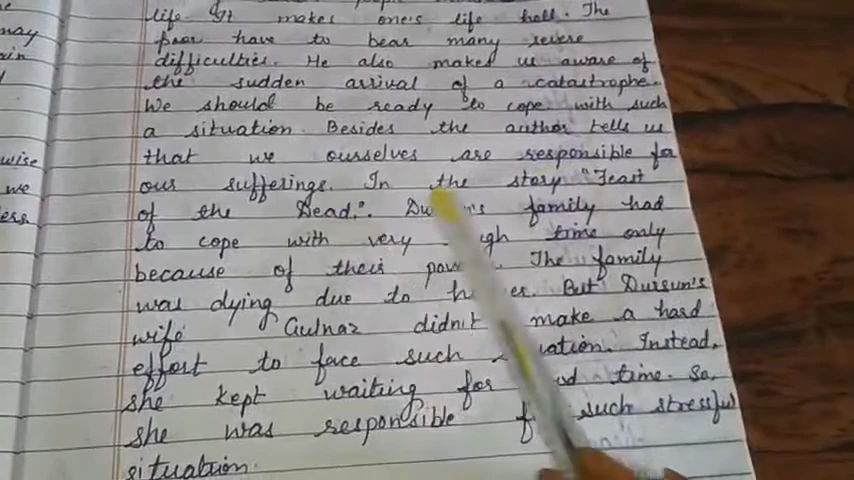 may
wise
we
life. It makes one's life hell. The
poor have to bear many severe
difficulties. He also makes us aware of
the sudden arrival of a catastrophe.
We should be ready to cope with such
a situation. Besides the author tells us
that we ourselves are responsible for
our sufferings. In the story "Feast
of the Dead". family had
to cope with very time only
because of their The family
was dying due to But Dursun's
wife Gulnaz didn't make a hard
effort to face such Instead,
she kept waiting for time. So,
she was responsible such stressful
situation.